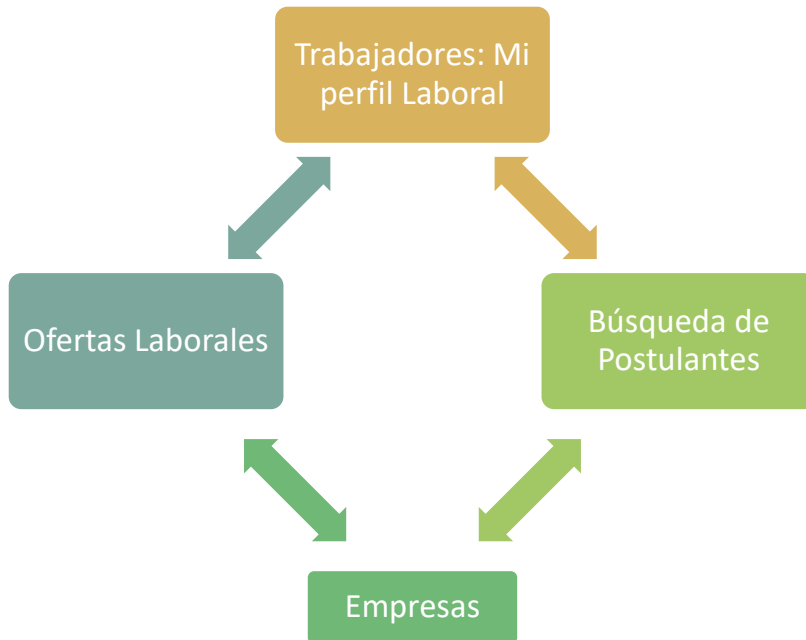 Trabajadores: Mi
perfil Laboral
Ofertas Laborales
Búsqueda de
Postulantes
Empresas